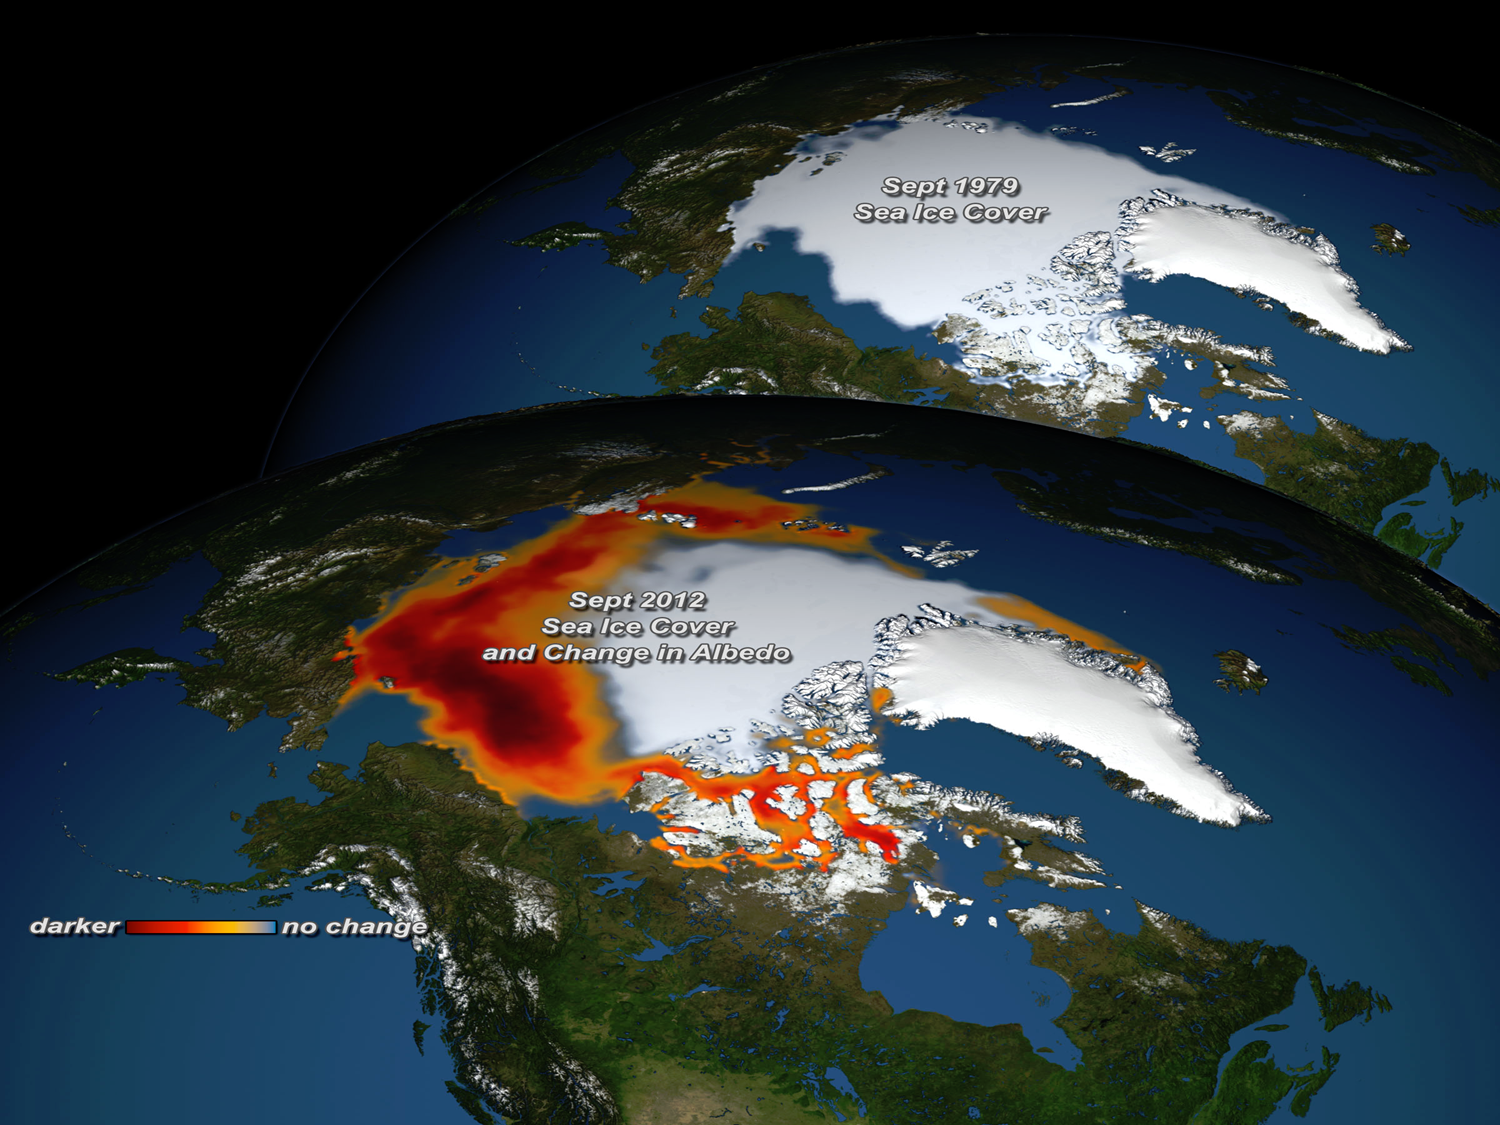 Sept 1979
Sea Ice Cover
Sept 2012
Sea Ice Cover
and Change in Albedo
darker
no change